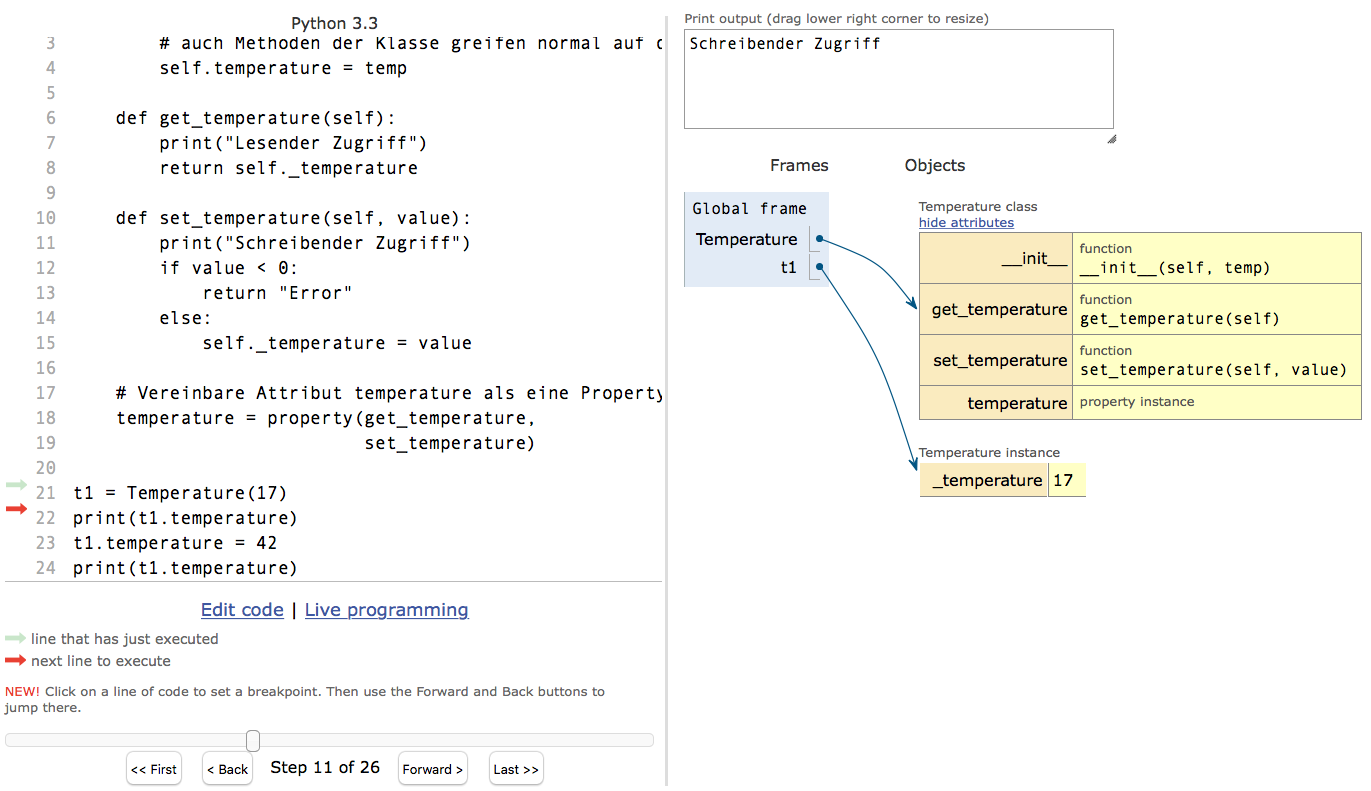 Python 3.3
3 # auch Methoden der Klasse greifen normal auf
4 self.temperature = temp
5
6 def get_temperature(self):
7 print("Lesender Zugriff")
8 return self._temperature
9
10 def set_temperature(self, value):
11 print("Schreibender Zugriff")
12 if value < 0:
13 return "Error"
14 else:
15 self._temperature = value
16
17 # Vereinbare Attribut temperature als eine Property
18 temperature = property(get_temperature,
19 set_temperature)
20
21 t1 = Temperature(17)
22 print(t1.temperature)
23 t1.temperature = 42
24 print(t1.temperature)
Edit code | Live programming
line that has just executed
next line to execute
NEW! Click on a line of code to set a breakpoint. Then use the Forward and Back buttons to
jump there.
<< First < Back Step 11 of 26 Forward > Last >>
Print output (drag lower right corner to resize)
Schreibender Zugriff
Frames Objects
Global frame
Temperature
t1
Temperature class
hide attributes
__init__ function
__init__(self, temp)
get_temperature function
get_temperature(self)
set_temperature function
set_temperature(self, value)
temperature property instance
Temperature instance
_temperature 17